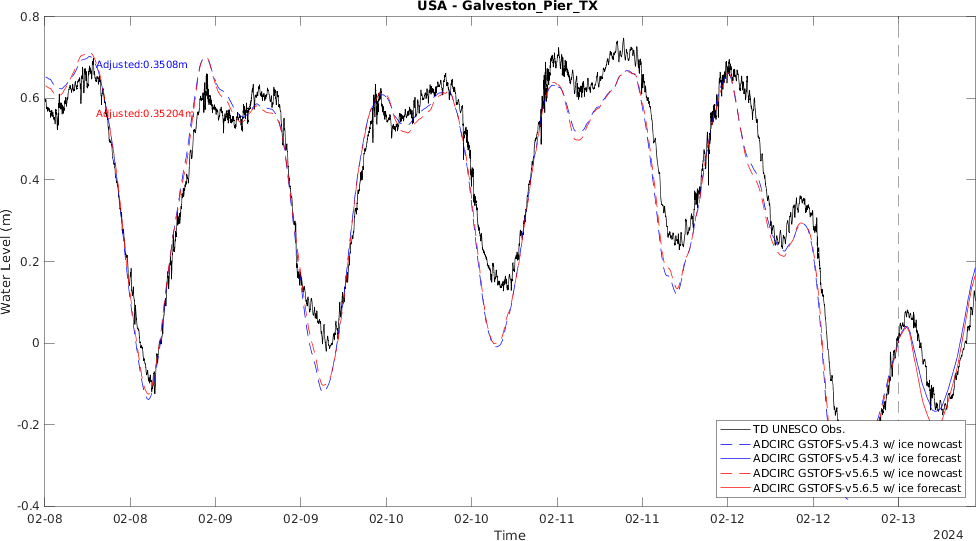 USA - Galveston_Pier_TX
0.8
0.6
0.4
0.2
0
-0.2
-0.4
Water Level (m)
Adjusted:0.3508m
Adjusted:0.35204m
TD UNESCO Obs.
ADCIRC GSTOFS-v5.4.3 w/ ice nowcast
ADCIRC GSTOFS-v5.4.3 w/ ice forecast
ADCIRC GSTOFS-v5.6.5 w/ ice nowcast
ADCIRC GSTOFS-v5.6.5 w/ ice forecast
02-08 02-08 02-09 02-09 02-10 02-10 02-11 02-11 02-12 02-12 02-13
Time
2024